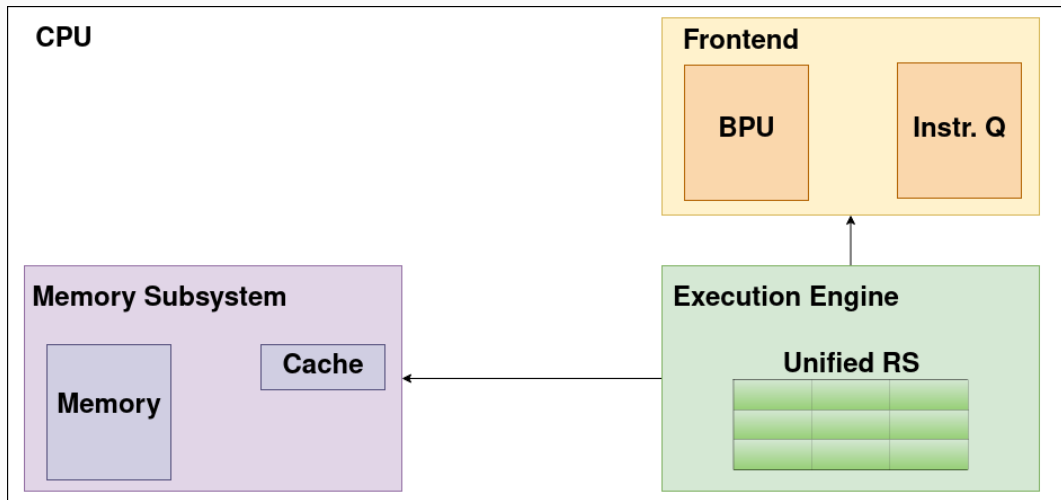 CPU
Frontend
BPU
Instr. Q
Memory Subsystem
Memory
Cache
Execution Engine
Unified RS